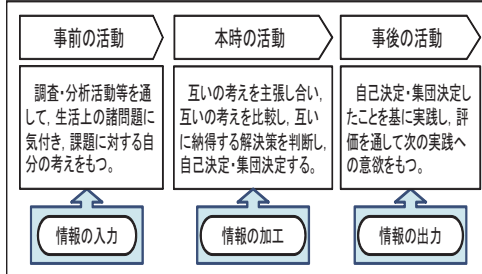 事前の活動
本時の活動
事後の活動
調査・分析活動等を通
して，生活上の諸問題に
気付き，課題に対する自
分の考えをもつ。
互いの考えを主張し合い，
互いの考えを比較し，互い
に納得する解決策を判断し，
自己決定・集団決定する。
自己決定・集団決定し
たことを基に実践し，評
価を通して次の実践へ
の意欲をもつ。
情報の入力
情報の加工
情報の出力